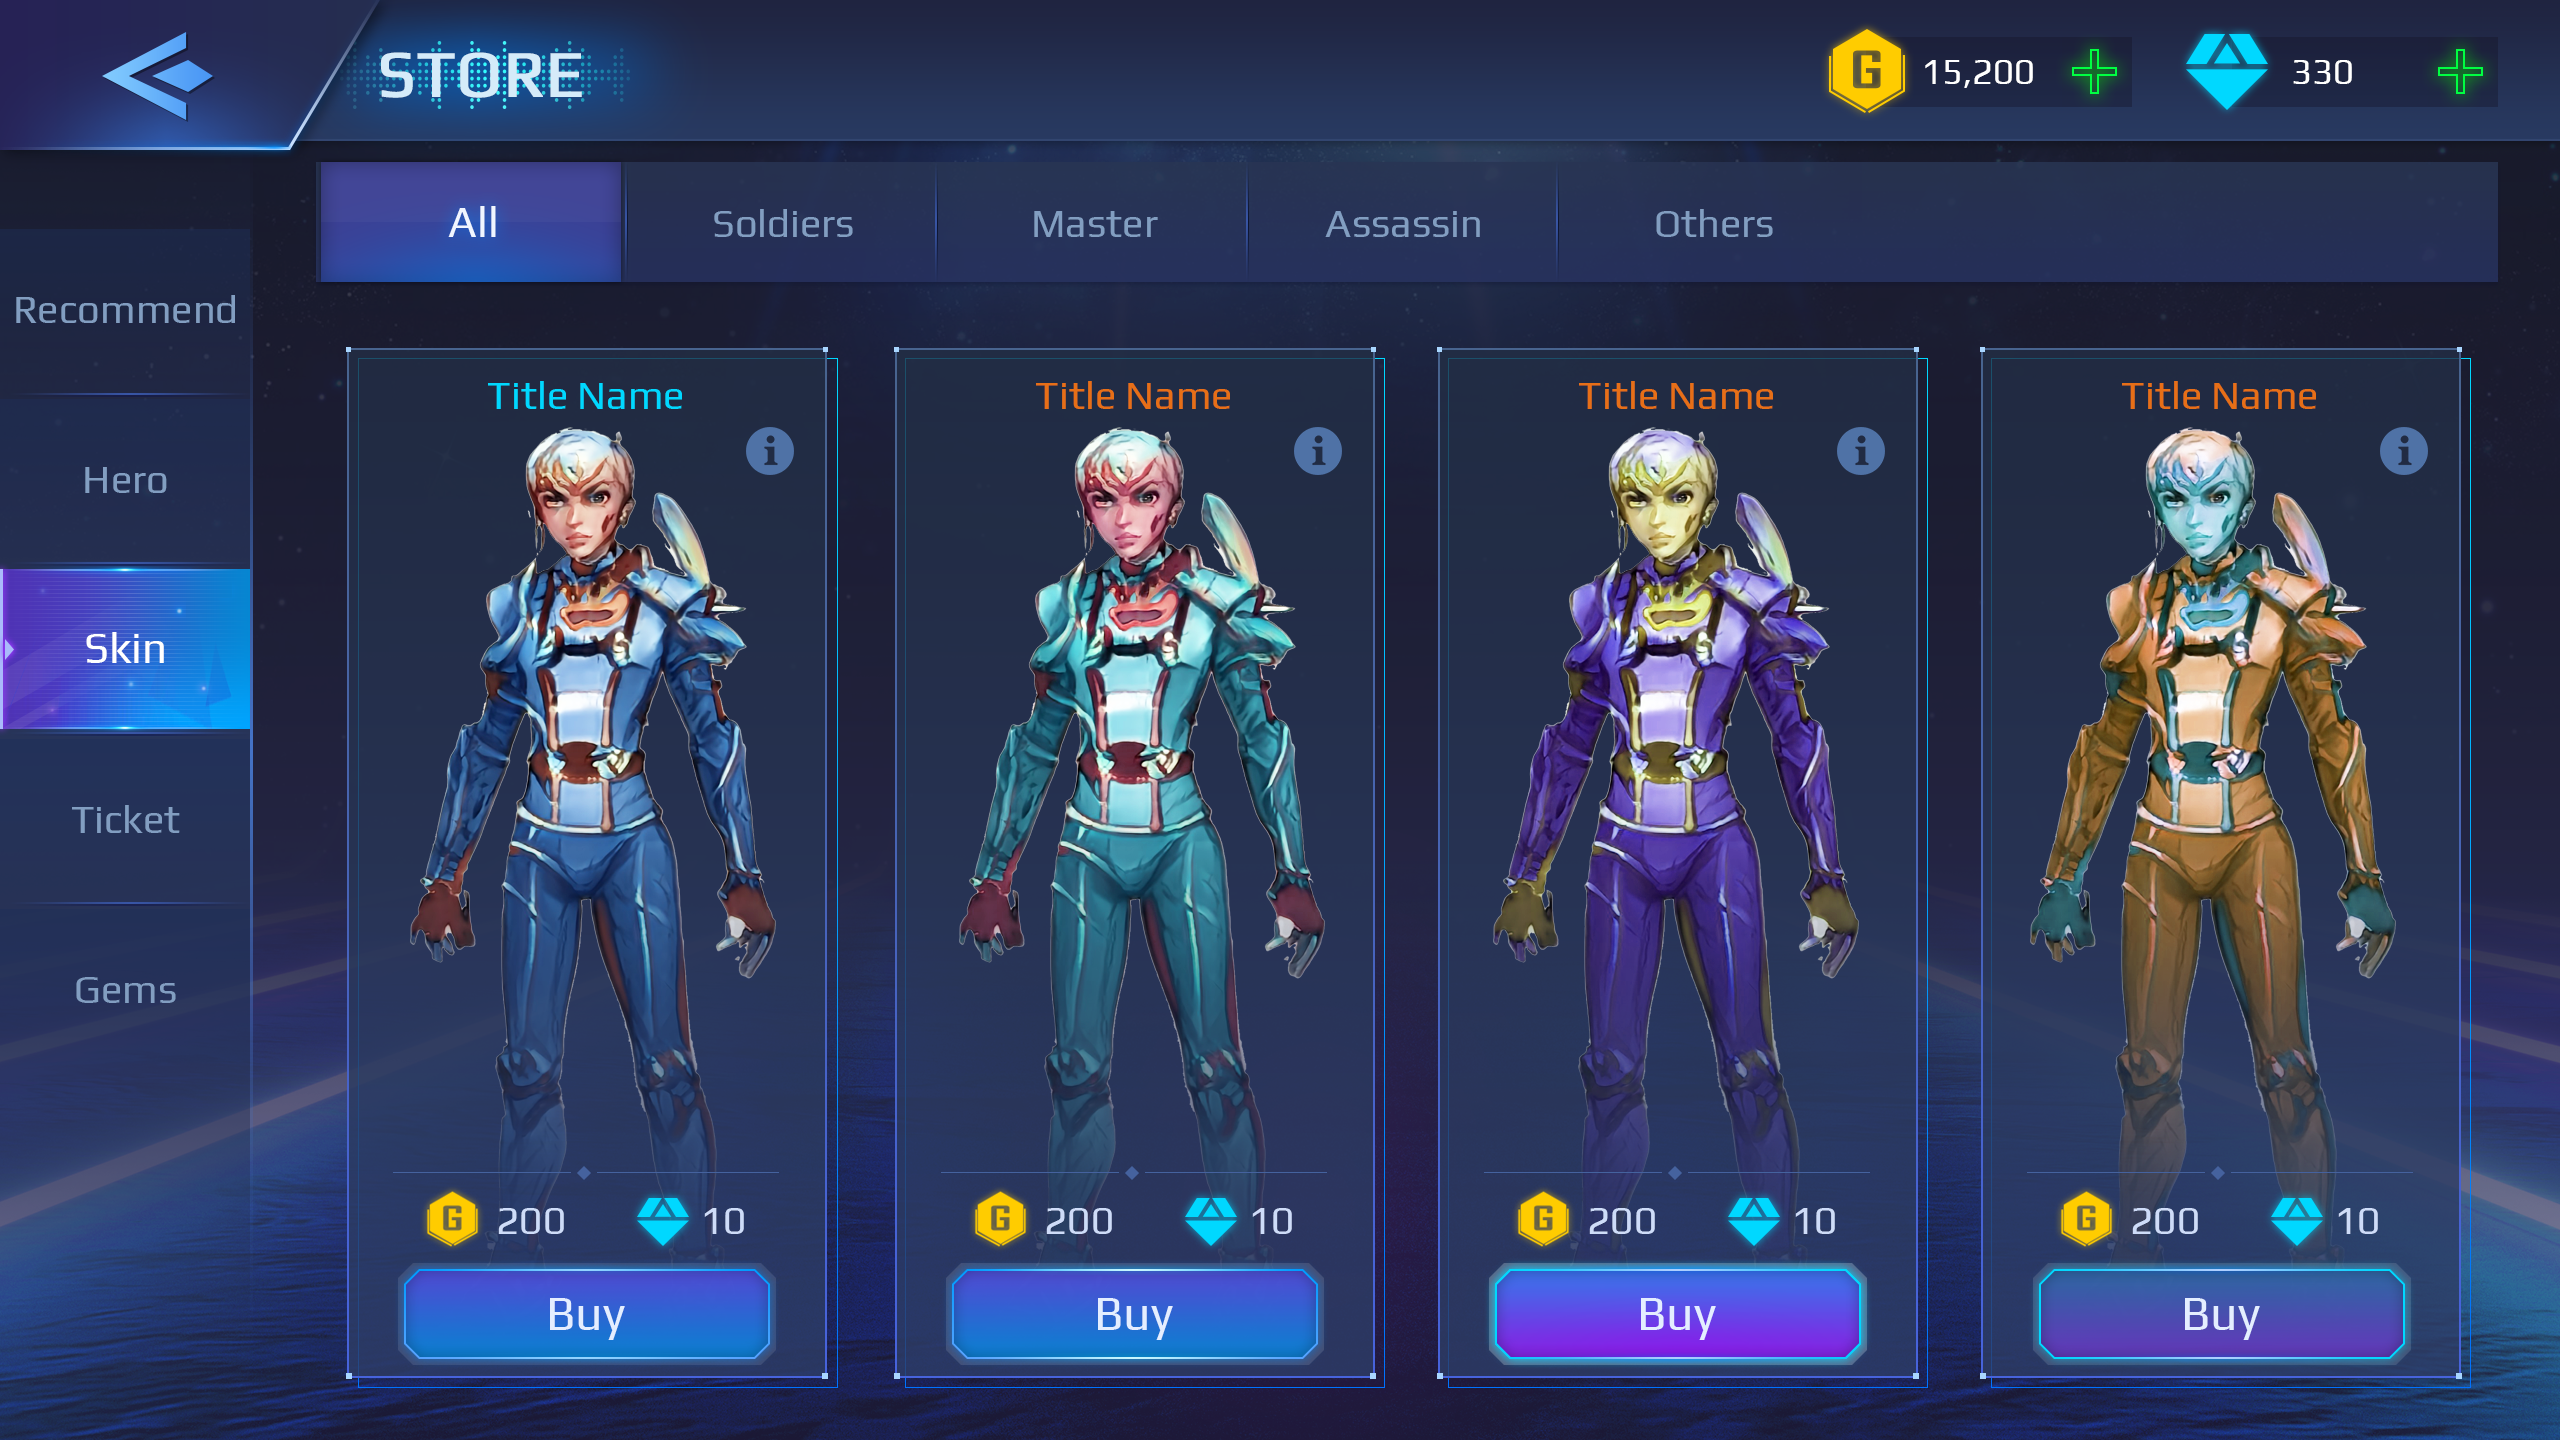 STORE
G 15,200
330
All
Soldiers
Master
Assassin
Others
Recommend
Hero
Skin
Ticket
Gems
Title Name
i
G 200
10
Buy
Title Name
i
G 200
10
Buy
Title Name
i
G 200
10
Buy
Title Name
i
G 200
10
Buy